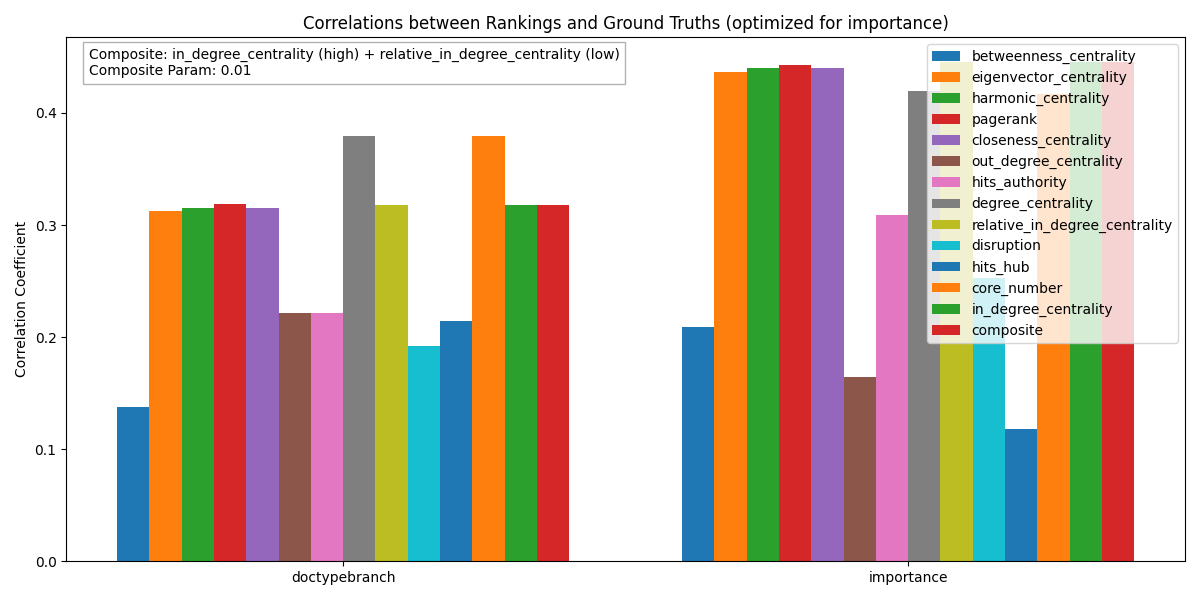 Correlations between Rankings and Ground Truths (optimized for importance)
Composite: in_degree_centrality (high) + relative_in_degree_centrality (low)
Composite Param: 0.01
betweenness_centrality
eigenvector_centrality
harmonic_centrality
pagerank
closeness_centrality
out_degree_centrality
hits_authority
degree_centrality
relative_in_degree_centrality
disruption
hits_hub
core_number
in_degree_centrality
composite
Correlation Coefficient
0.4
0.3
0.2
0.1
0.0
doctypebranch
importance